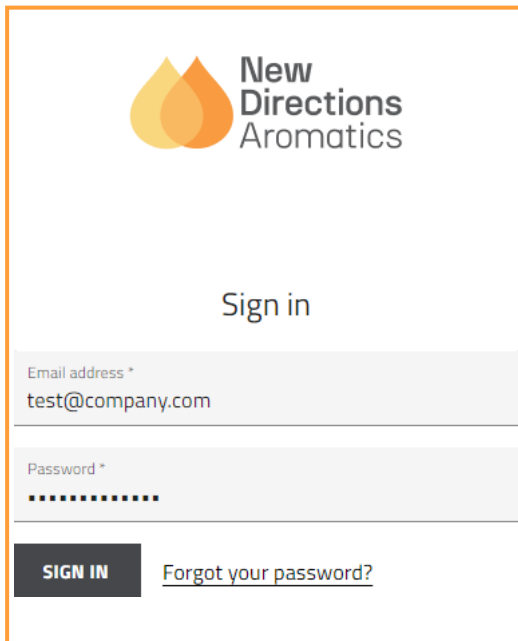 New
Directions
Aromatics
Sign in
Email address *
test@company.com
Password *
•••••••••••••
SIGN IN Forgot your password?